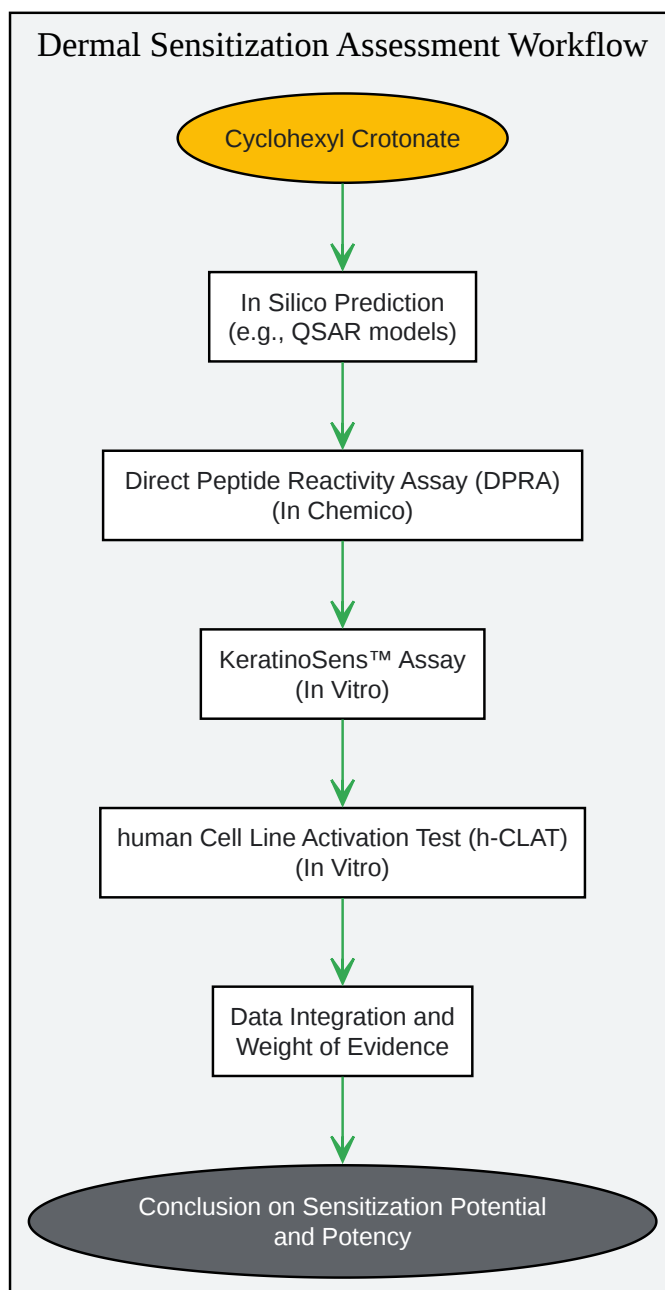 Dermal Sensitization Assessment Workflow
Cyclohexyl Crotonate
In Silico Prediction
(e.g., QSAR models)
Direct Peptide Reactivity Assay (DPRA)
(In Chemico)
KeratinoSens™ Assay
(In Vitro)
human Cell Line Activation Test (h-CLAT)
(In Vitro)
Data Integration and
Weight of Evidence
Conclusion on Sensitization Potential
and Potency